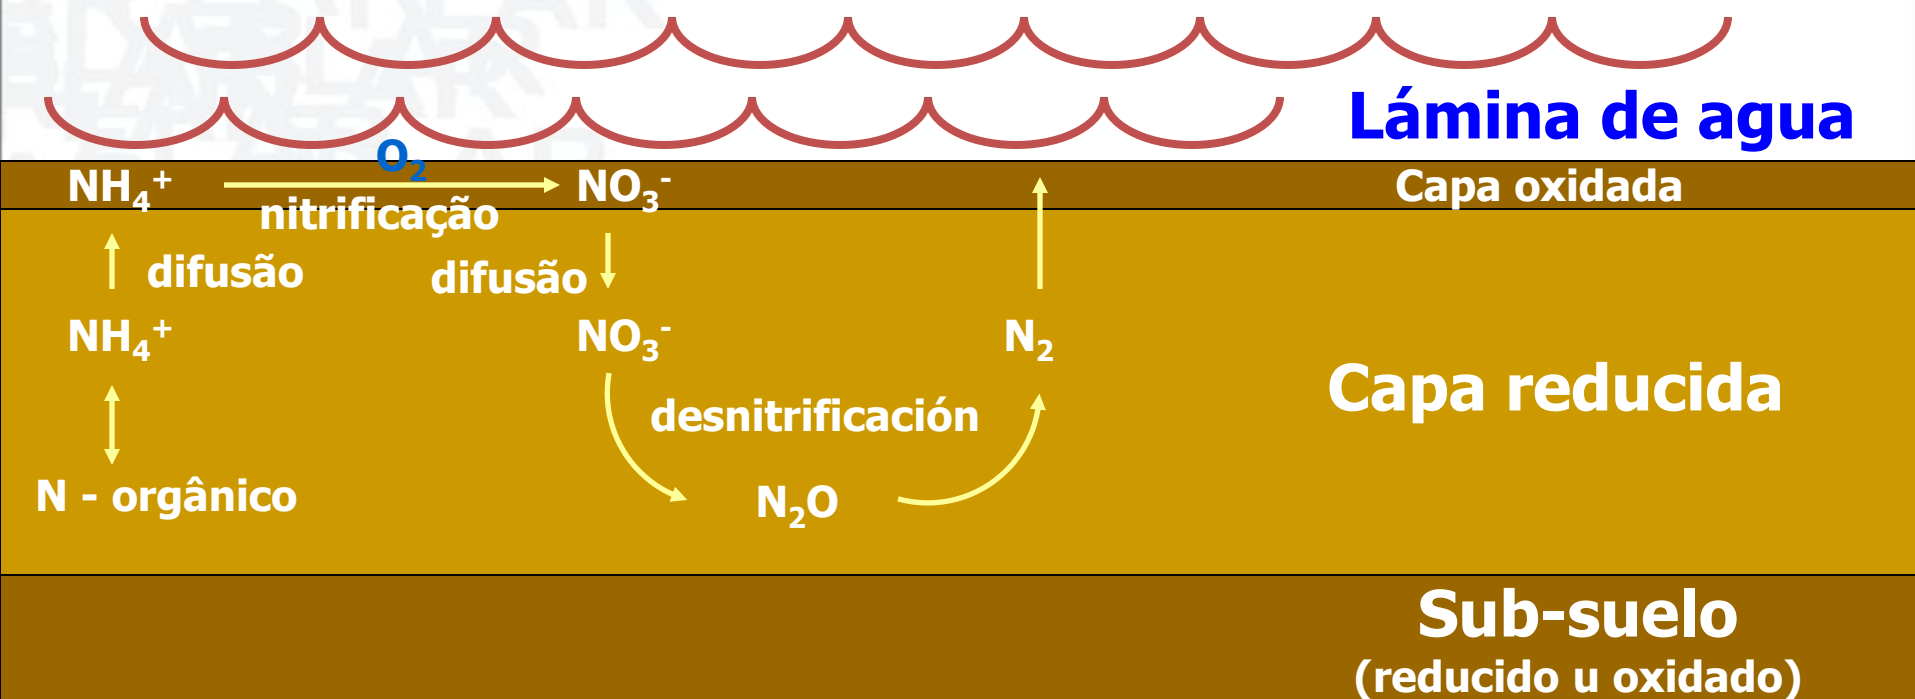 Lámina de agua
O₂
NH₄⁺ NO₃⁻ Capa oxidada
nitrificação
difusão difusão
NH₄⁺ NO₃⁻ N₂
Capa reducida
desnitrificación
N - orgânico N₂O
Sub-suelo
(reducido u oxidado)